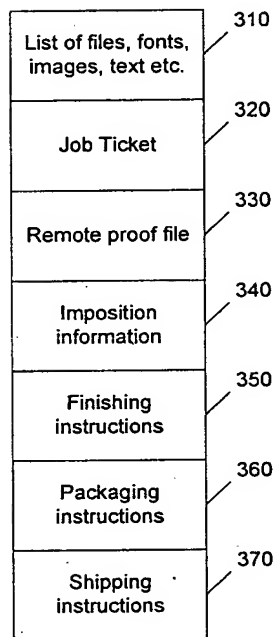 List of files, fonts,
images, text etc.
310
Job Ticket
320
Remote proof file
330
Imposition
information
340
Finishing
instructions
350
Packaging
instructions
360
Shipping
instructions
370